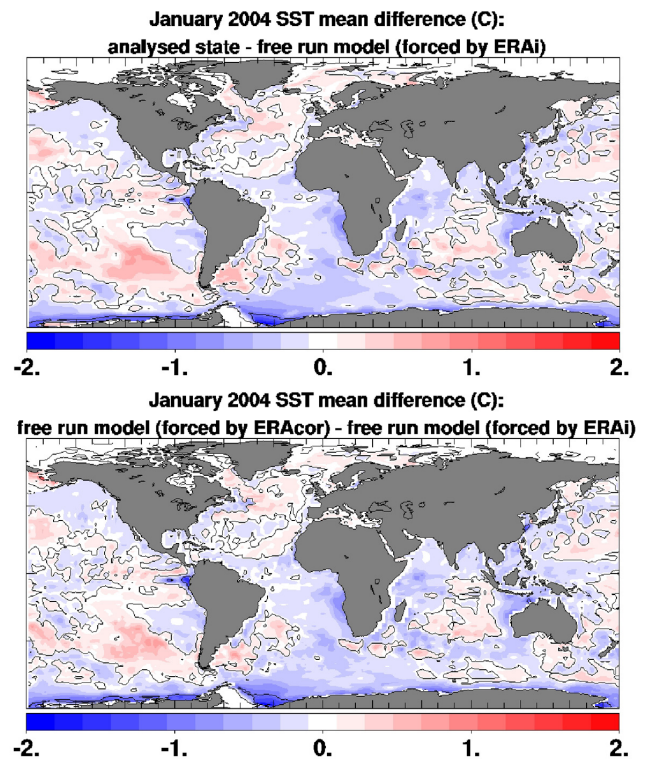 January 2004 SST mean difference (C):
analysed state - free run model (forced by ERAi)
-2. -1. 0. 1. 2.
January 2004 SST mean difference (C):
free run model (forced by ERAcor) - free run model (forced by ERAi)
-2. -1. 0. 1. 2.